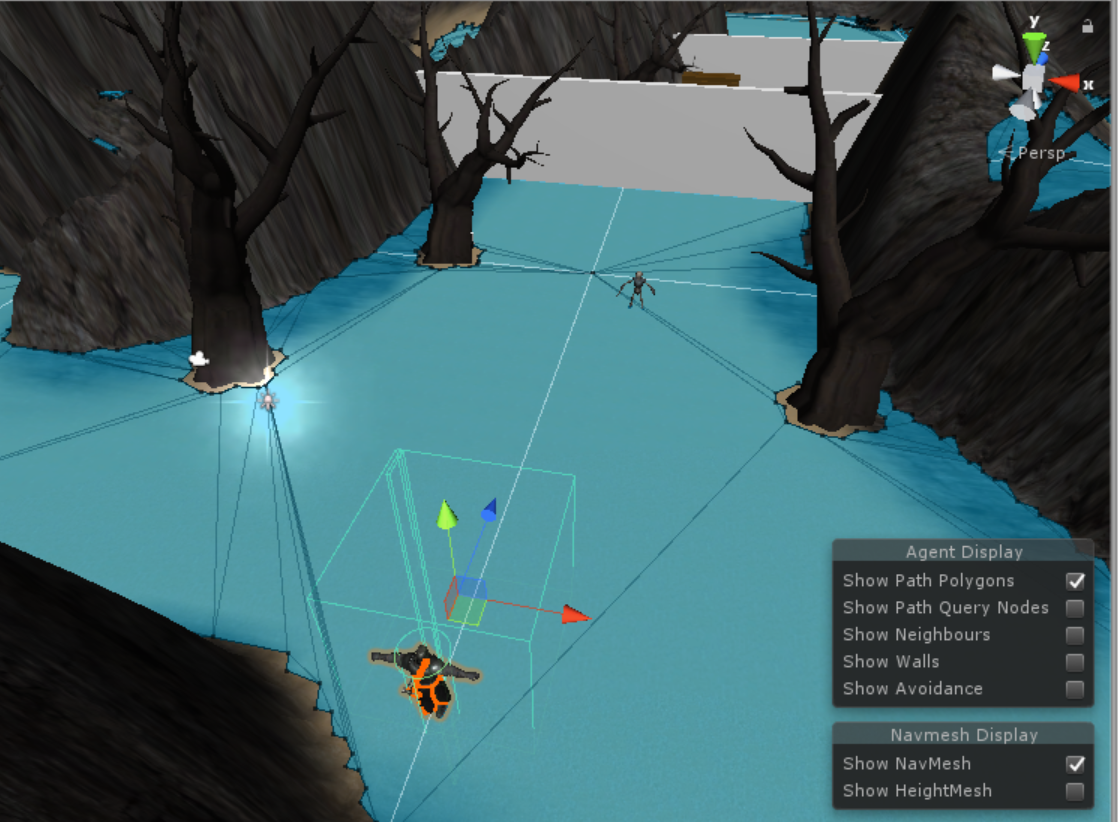 y
z
x
Persp
Agent Display
Show Path Polygons
Show Path Query Nodes
Show Neighbours
Show Walls
Show Avoidance
Navmesh Display
Show NavMesh
Show HeightMesh